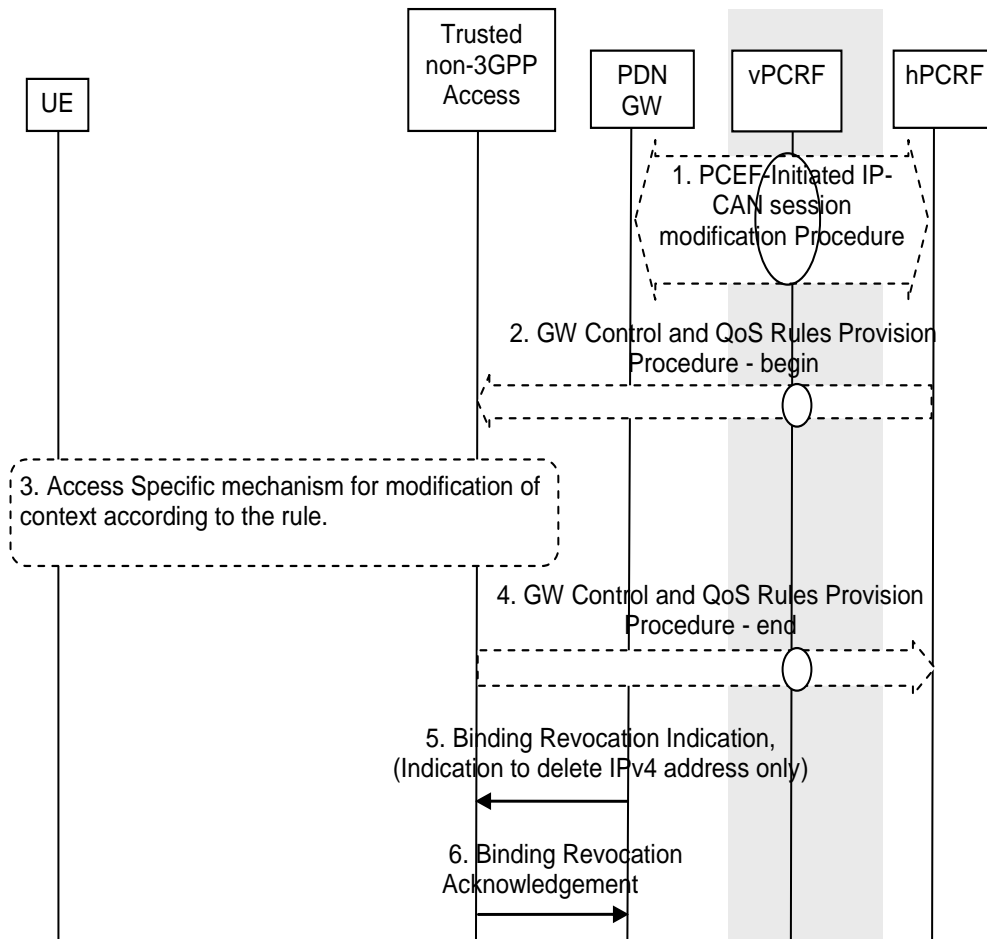 UE
Trusted
non-3GPP
Access
PDN
GW
vPCRF
hPCRF
1. PCEF-Initiated IP-
CAN session
modification Procedure
2. GW Control and QoS Rules Provision
Procedure - begin
3. Access Specific mechanism for modification of
context according to the rule.
4. GW Control and QoS Rules Provision
Procedure - end
5. Binding Revocation Indication,
(Indication to delete IPv4 address only)
6. Binding Revocation
Acknowledgement